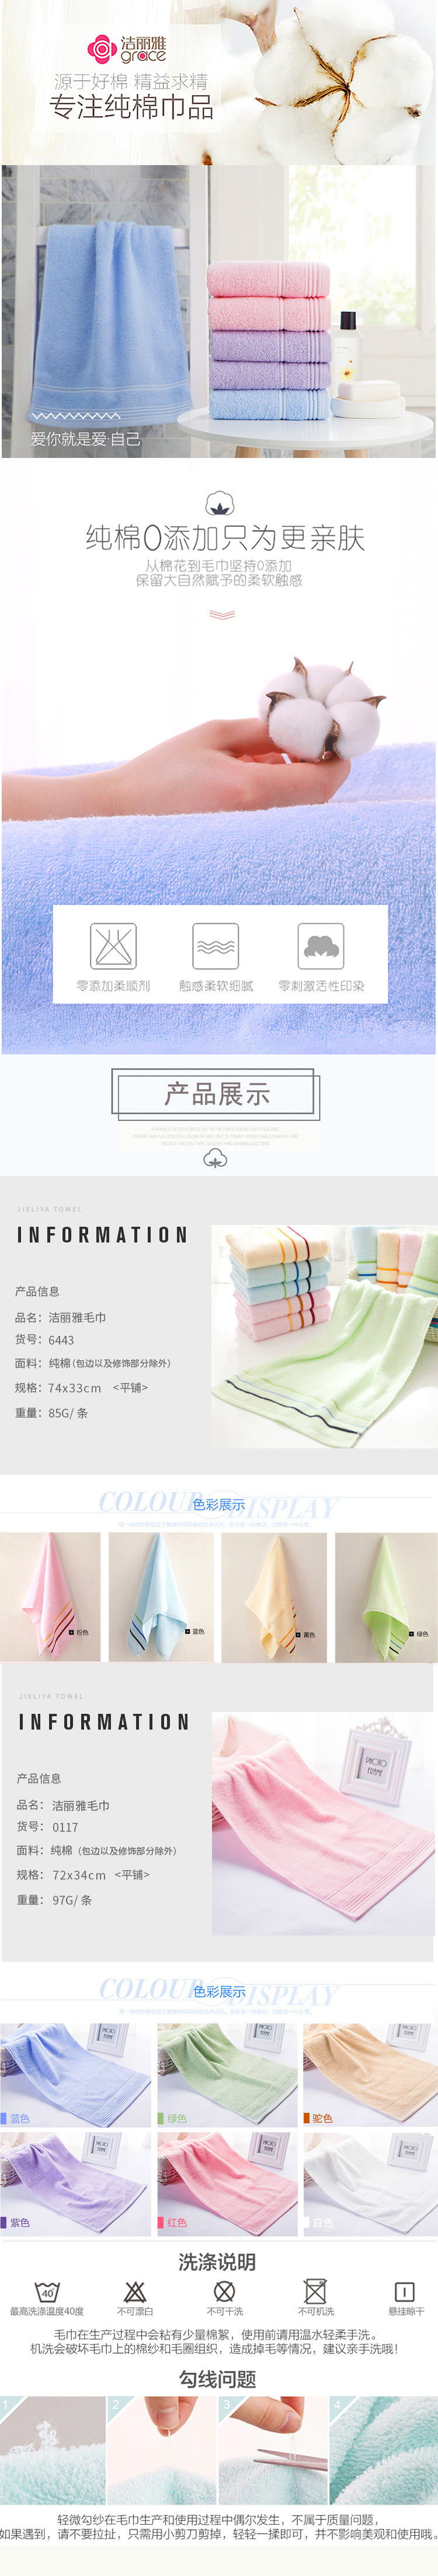 洁丽雅
grace
源于好棉 精益求精
专注纯棉巾品
爱你就是爱·自己
纯棉0添加只为更亲肤
从棉花到毛巾坚持0添加
保留大自然赋予的柔软触感
零添加柔顺剂 触感柔软细腻 零刺激活性印染
产品展示
JIELIYA TOWEL
INFORMATION
产品信息
品名：洁丽雅毛巾
货号：6443
面料：纯棉(包边以及修饰部分除外)
规格：74x33cm <平铺>
重量：85G/ 条
COLOUR DISPLAY
色彩展示
粉色 蓝色 黄色 绿色
JIELIYA TOWEL
INFORMATION
产品信息
品名：洁丽雅毛巾
货号：0117
面料：纯棉（包边以及修饰部分除外）
规格：72x34cm <平铺>
重量：97G/ 条
PHOTO
FRAME
COLOUR DISPLAY
色彩展示
蓝色 绿色 驼色
紫色 红色 白色
洗涤说明
40
最高洗涤温度40度 不可漂白 不可干洗 不可机洗 悬挂晾干
毛巾在生产过程中会粘有少量棉絮，使用前请用温水轻柔手洗。
机洗会破坏毛巾上的棉纱和毛圈组织，造成掉毛等情况，建议亲手洗哦！
勾线问题
1 2 3 4
轻微勾纱在毛巾生产和使用过程中偶尔发生，不属于质量问题，
如果遇到，请不要拉扯，只需用小剪刀剪掉，轻轻一揉即可，并不影响美观和使用哦。